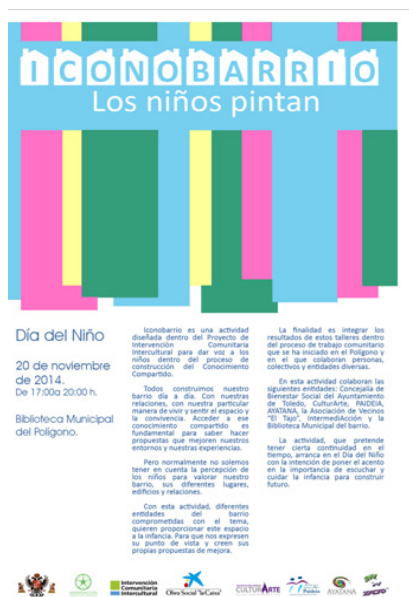 ICONOBARRIO
Los niños pintan
Día del Niño
20 de noviembre
de 2014.
De 17:00a 20:00 h.
Biblioteca Municipal
del Polígono.
Iconobarrio es una actividad
diseñada dentro del Proyecto de
Intervención Comunitaria
Intercultural para dar voz a los
niños dentro del proceso de
construcción del Conocimiento
Compartido.
Todos construimos nuestro
barrio día a día. Con nuestras
relaciones, con nuestra particular
manera de vivir y sentir el espacio y
la convivencia. Acceder a ese
conocimiento compartido es
fundamental para saber hacer
propuestas que mejoren nuestros
entornos y nuestras experiencias.
Pero normalmente no solemos
tener en cuenta la percepción de
los niños para valorar nuestro
barrio, sus diferentes lugares,
edificios y relaciones.
Con esta actividad, diferentes
entidades del barrio
comprometidas con el tema,
quieren proporcionar este espacio
a la infancia. Para que nos expresen
su punto de vista y creen sus
propias propuestas de mejora.
La finalidad es integrar los
resultados de estos talleres dentro
del proceso de trabajo comunitario
que se ha iniciado en el Polígono y
en el que colaboran personas,
colectivos y entidades diversas.
En esta actividad colaboran las
siguientes entidades: Concejalía de
Bienestar Social del Ayuntamiento
de Toledo, CulturArte, PAIDEIA,
AYATANA, la Asociación de Vecinos
"El Tajo", IntermediAcción y la
Biblioteca Municipal del barrio.
La actividad, que pretende
tener cierta continuidad en el
tiempo, arranca en el Día del Niño
con la intención de poner el acento
en la importancia de escuchar y
cuidar la infancia para construir
futuro.
Intervención
Comunitaria
Intercultural
Obra Social "la Caixa"
CULTURARTE
Paideia
AYATANA